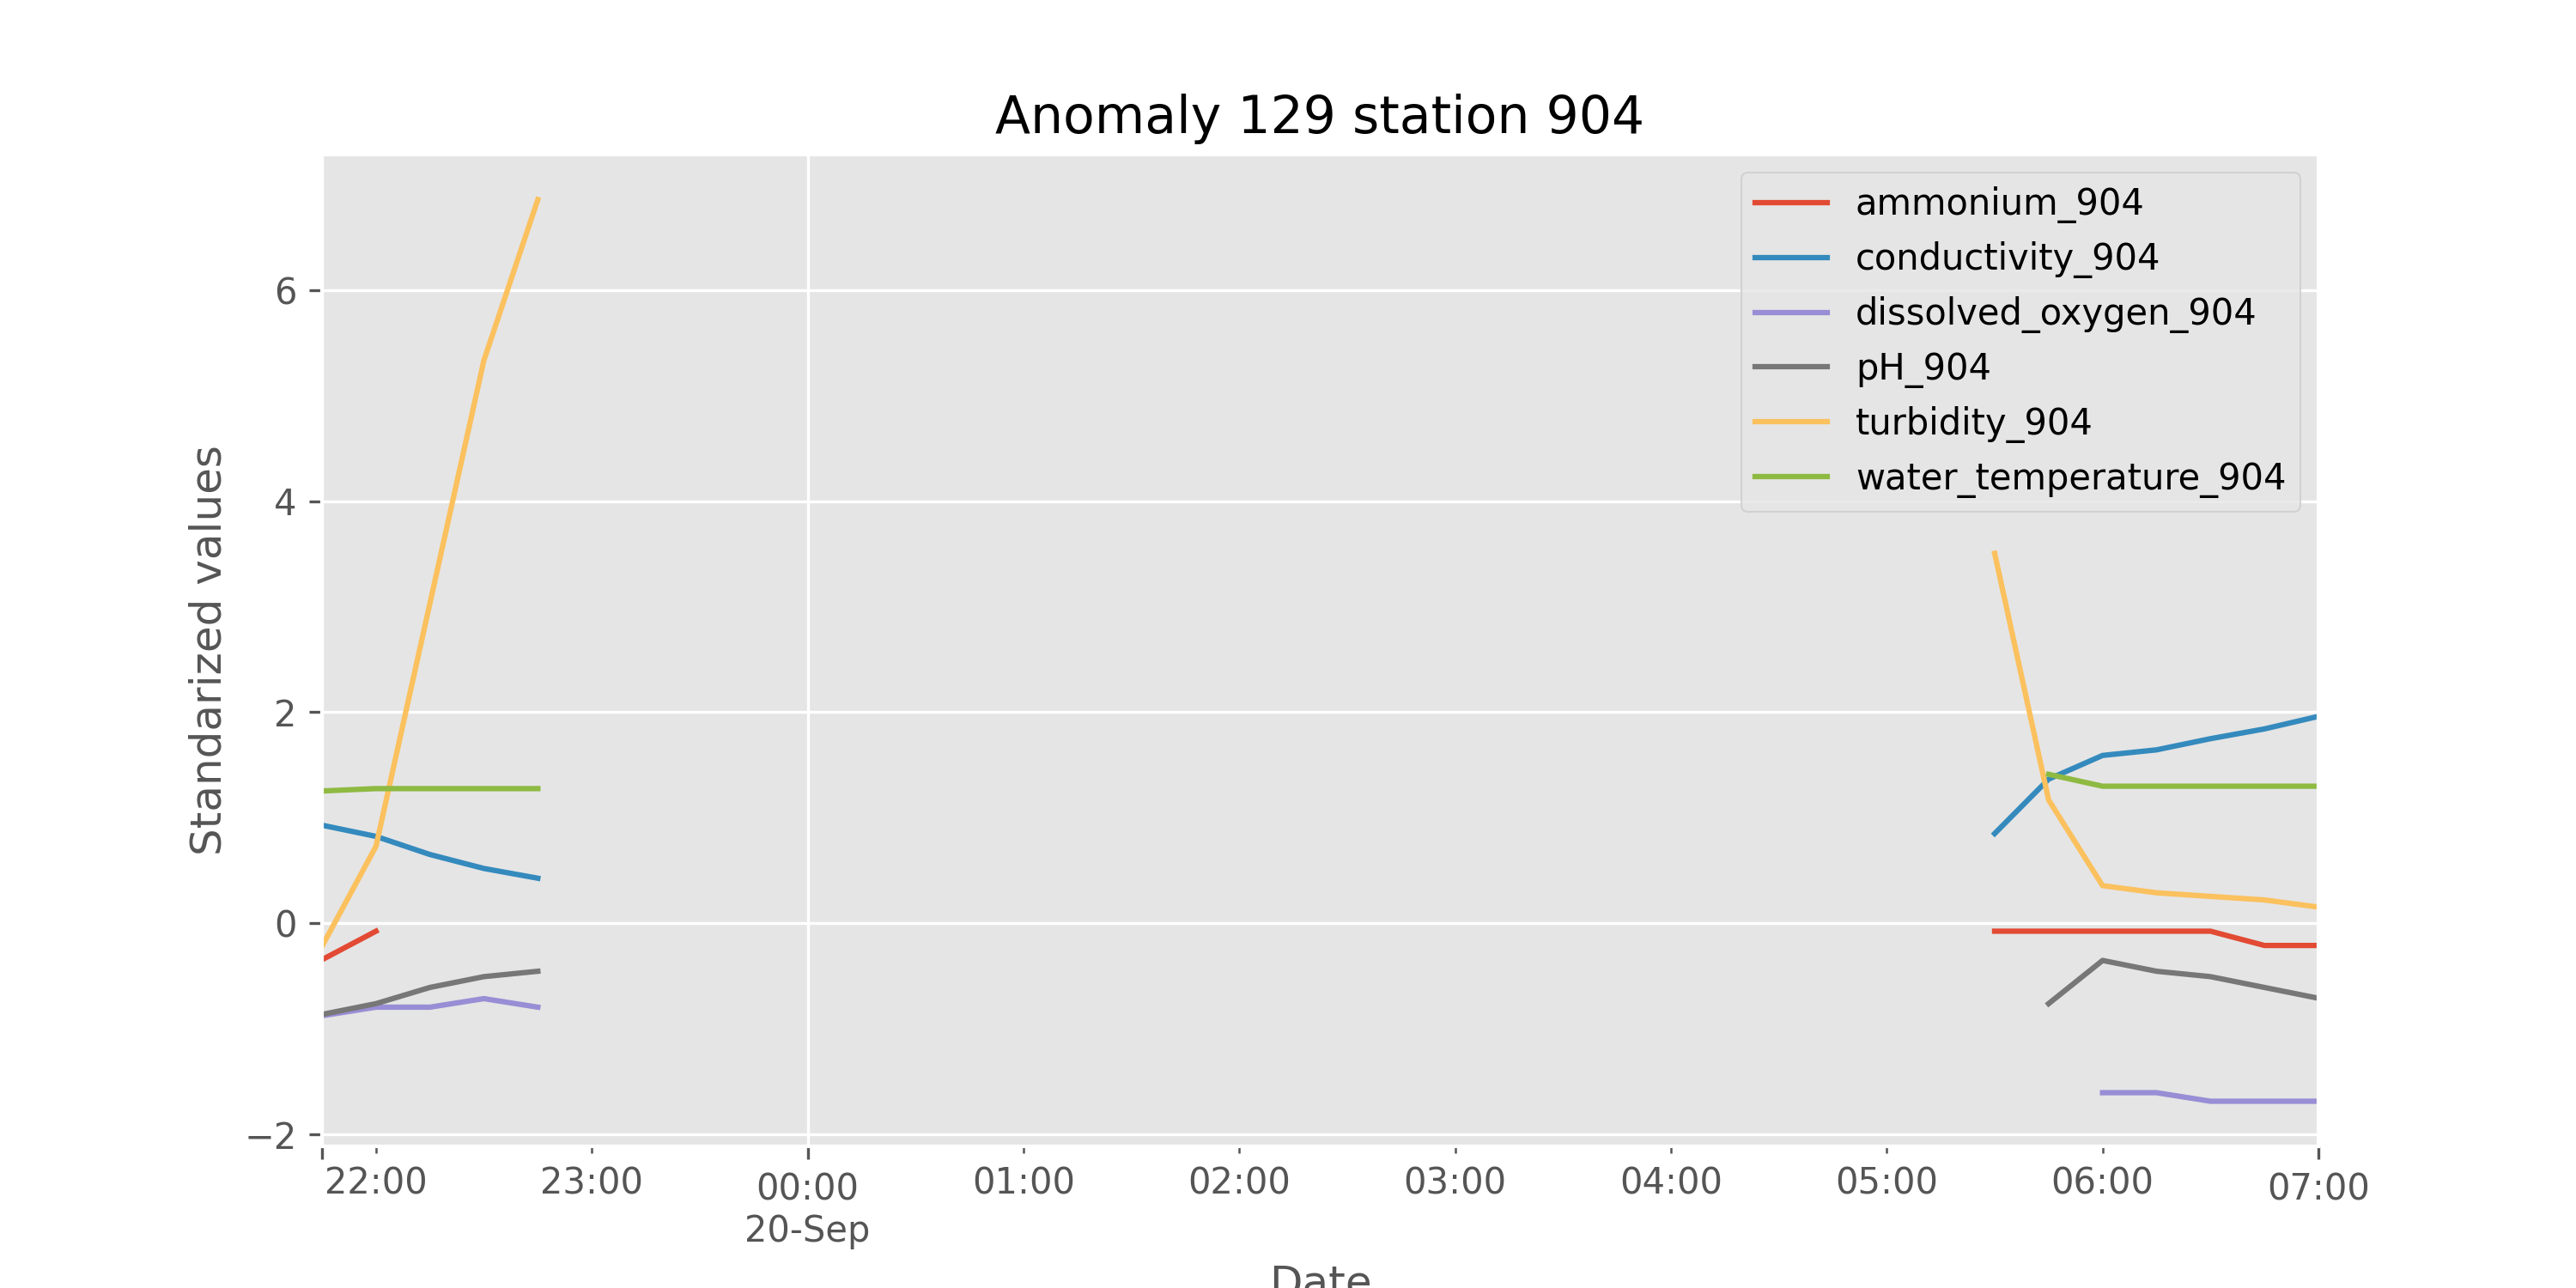 Anomaly 129 station 904
ammonium_904
conductivity_904
dissolved_oxygen_904
pH_904
turbidity_904
water_temperature_904
Standarized values
6
4
2
0
−2
22:00 23:00 00:00 01:00 02:00 03:00 04:00 05:00 06:00 07:00
20-Sep
Date